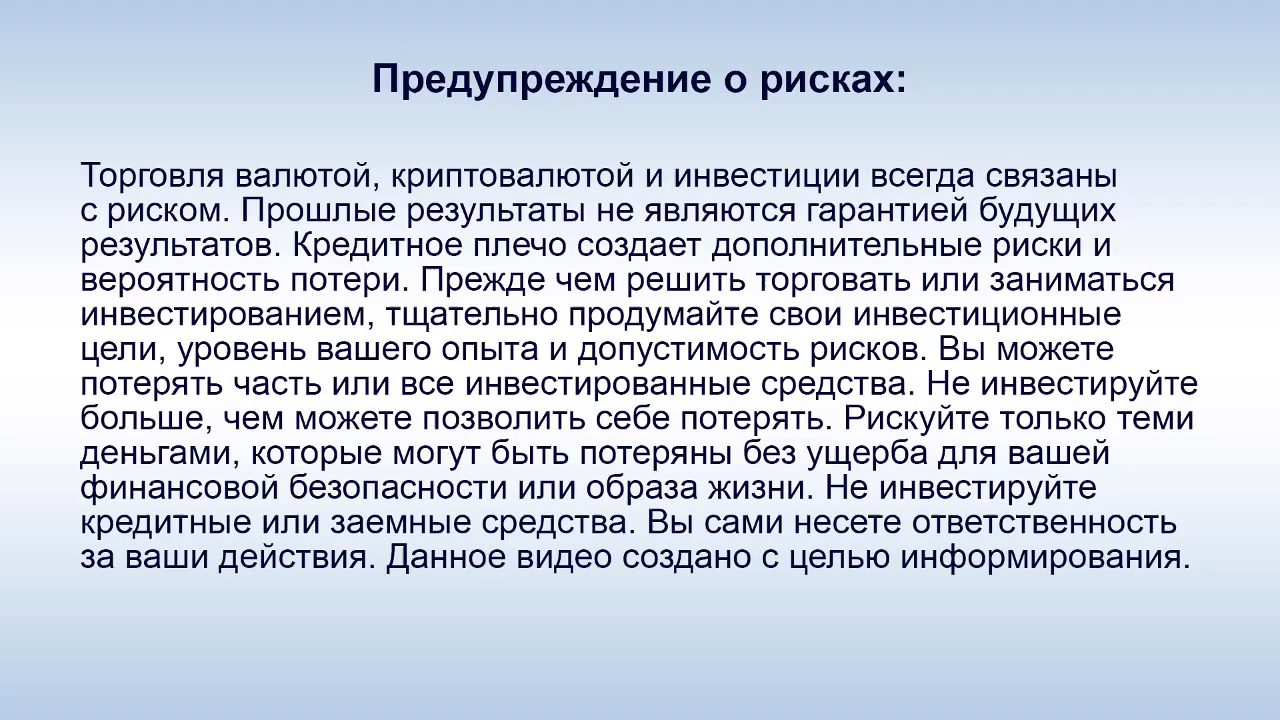 Предупреждение о рисках:
Торговля валютой, криптовалютой и инвестиции всегда связаны
с риском. Прошлые результаты не являются гарантией будущих
результатов. Кредитное плечо создает дополнительные риски и
вероятность потери. Прежде чем решить торговать или заниматься
инвестированием, тщательно продумайте свои инвестиционные
цели, уровень вашего опыта и допустимость рисков. Вы можете
потерять часть или все инвестированные средства. Не инвестируйте
больше, чем можете позволить себе потерять. Рискуйте только теми
деньгами, которые могут быть потеряны без ущерба для вашей
финансовой безопасности или образа жизни. Не инвестируйте
кредитные или заемные средства. Вы сами несете ответственность
за ваши действия. Данное видео создано с целью информирования.